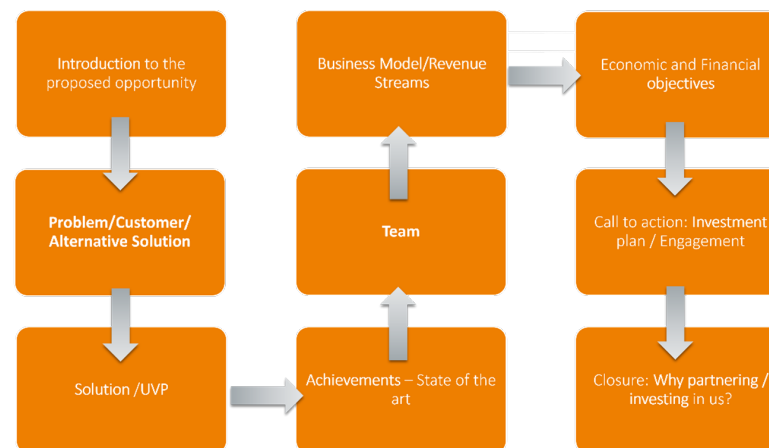 Introduction to the
proposed opportunity
Problem/Customer/
Alternative Solution
Solution /UVP
Achievements – State of the
art
Team
Business Model/Revenue
Streams
Economic and Financial
objectives
Call to action: Investment
plan / Engagement
Closure: Why partnering /
investing in us?